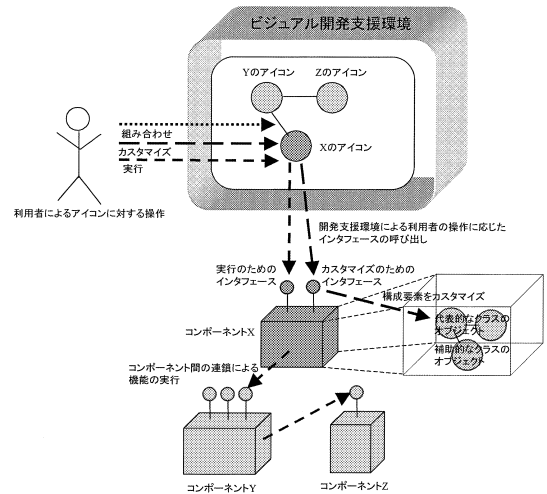 ビジュアル開発支援環境
Yのアイコン
Zのアイコン
組み合わせ
カスタマイズ
実行
Xのアイコン
利用者によるアイコンに対する操作
開発支援環境による利用者の操作に応じた
インタフェースの呼び出し
実行のための
インタフェース
カスタマイズのための
インタフェース
構成要素をカスタマイズ
代表的なクラスの
オブジェクト
補助的なクラスの
オブジェクト
コンポーネントX
コンポーネント間の連鎖による
機能の実行
コンポーネントY
コンポーネントZ